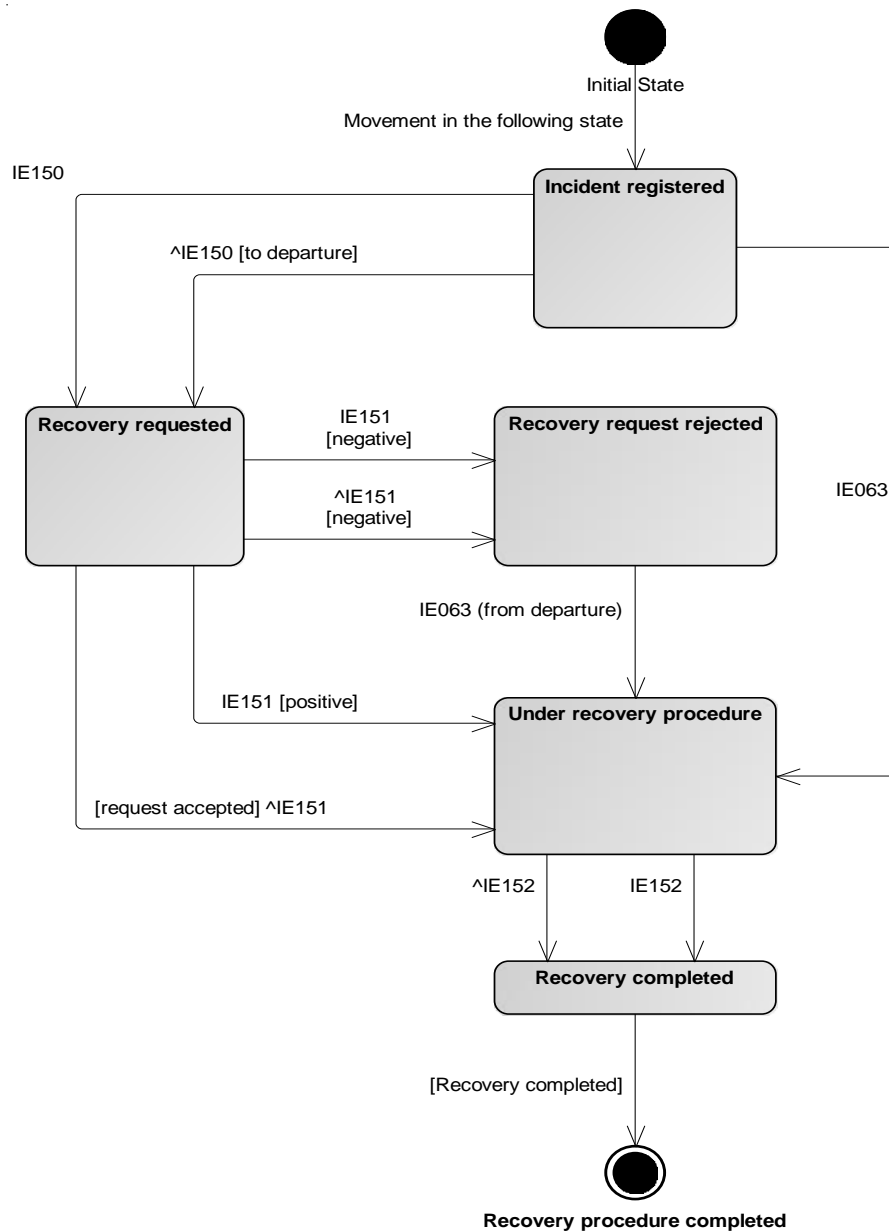 Initial State
Movement in the following state
IE150
Incident registered
^IE150 [to departure]
Recovery requested
IE151
[negative]
Recovery request rejected
^IE151
[negative]
IE063
IE063 (from departure)
IE151 [positive]
Under recovery procedure
[request accepted] ^IE151
^IE152
IE152
Recovery completed
[Recovery completed]
Recovery procedure completed